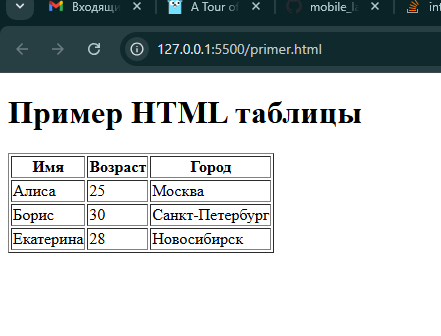 Входящи
A Tour of
mobile_la
int
127.0.0.1:5500/primer.html
Пример HTML таблицы
Имя Возраст Город
Алиса 25 Москва
Борис 30 Санкт-Петербург
Екатерина 28 Новосибирск